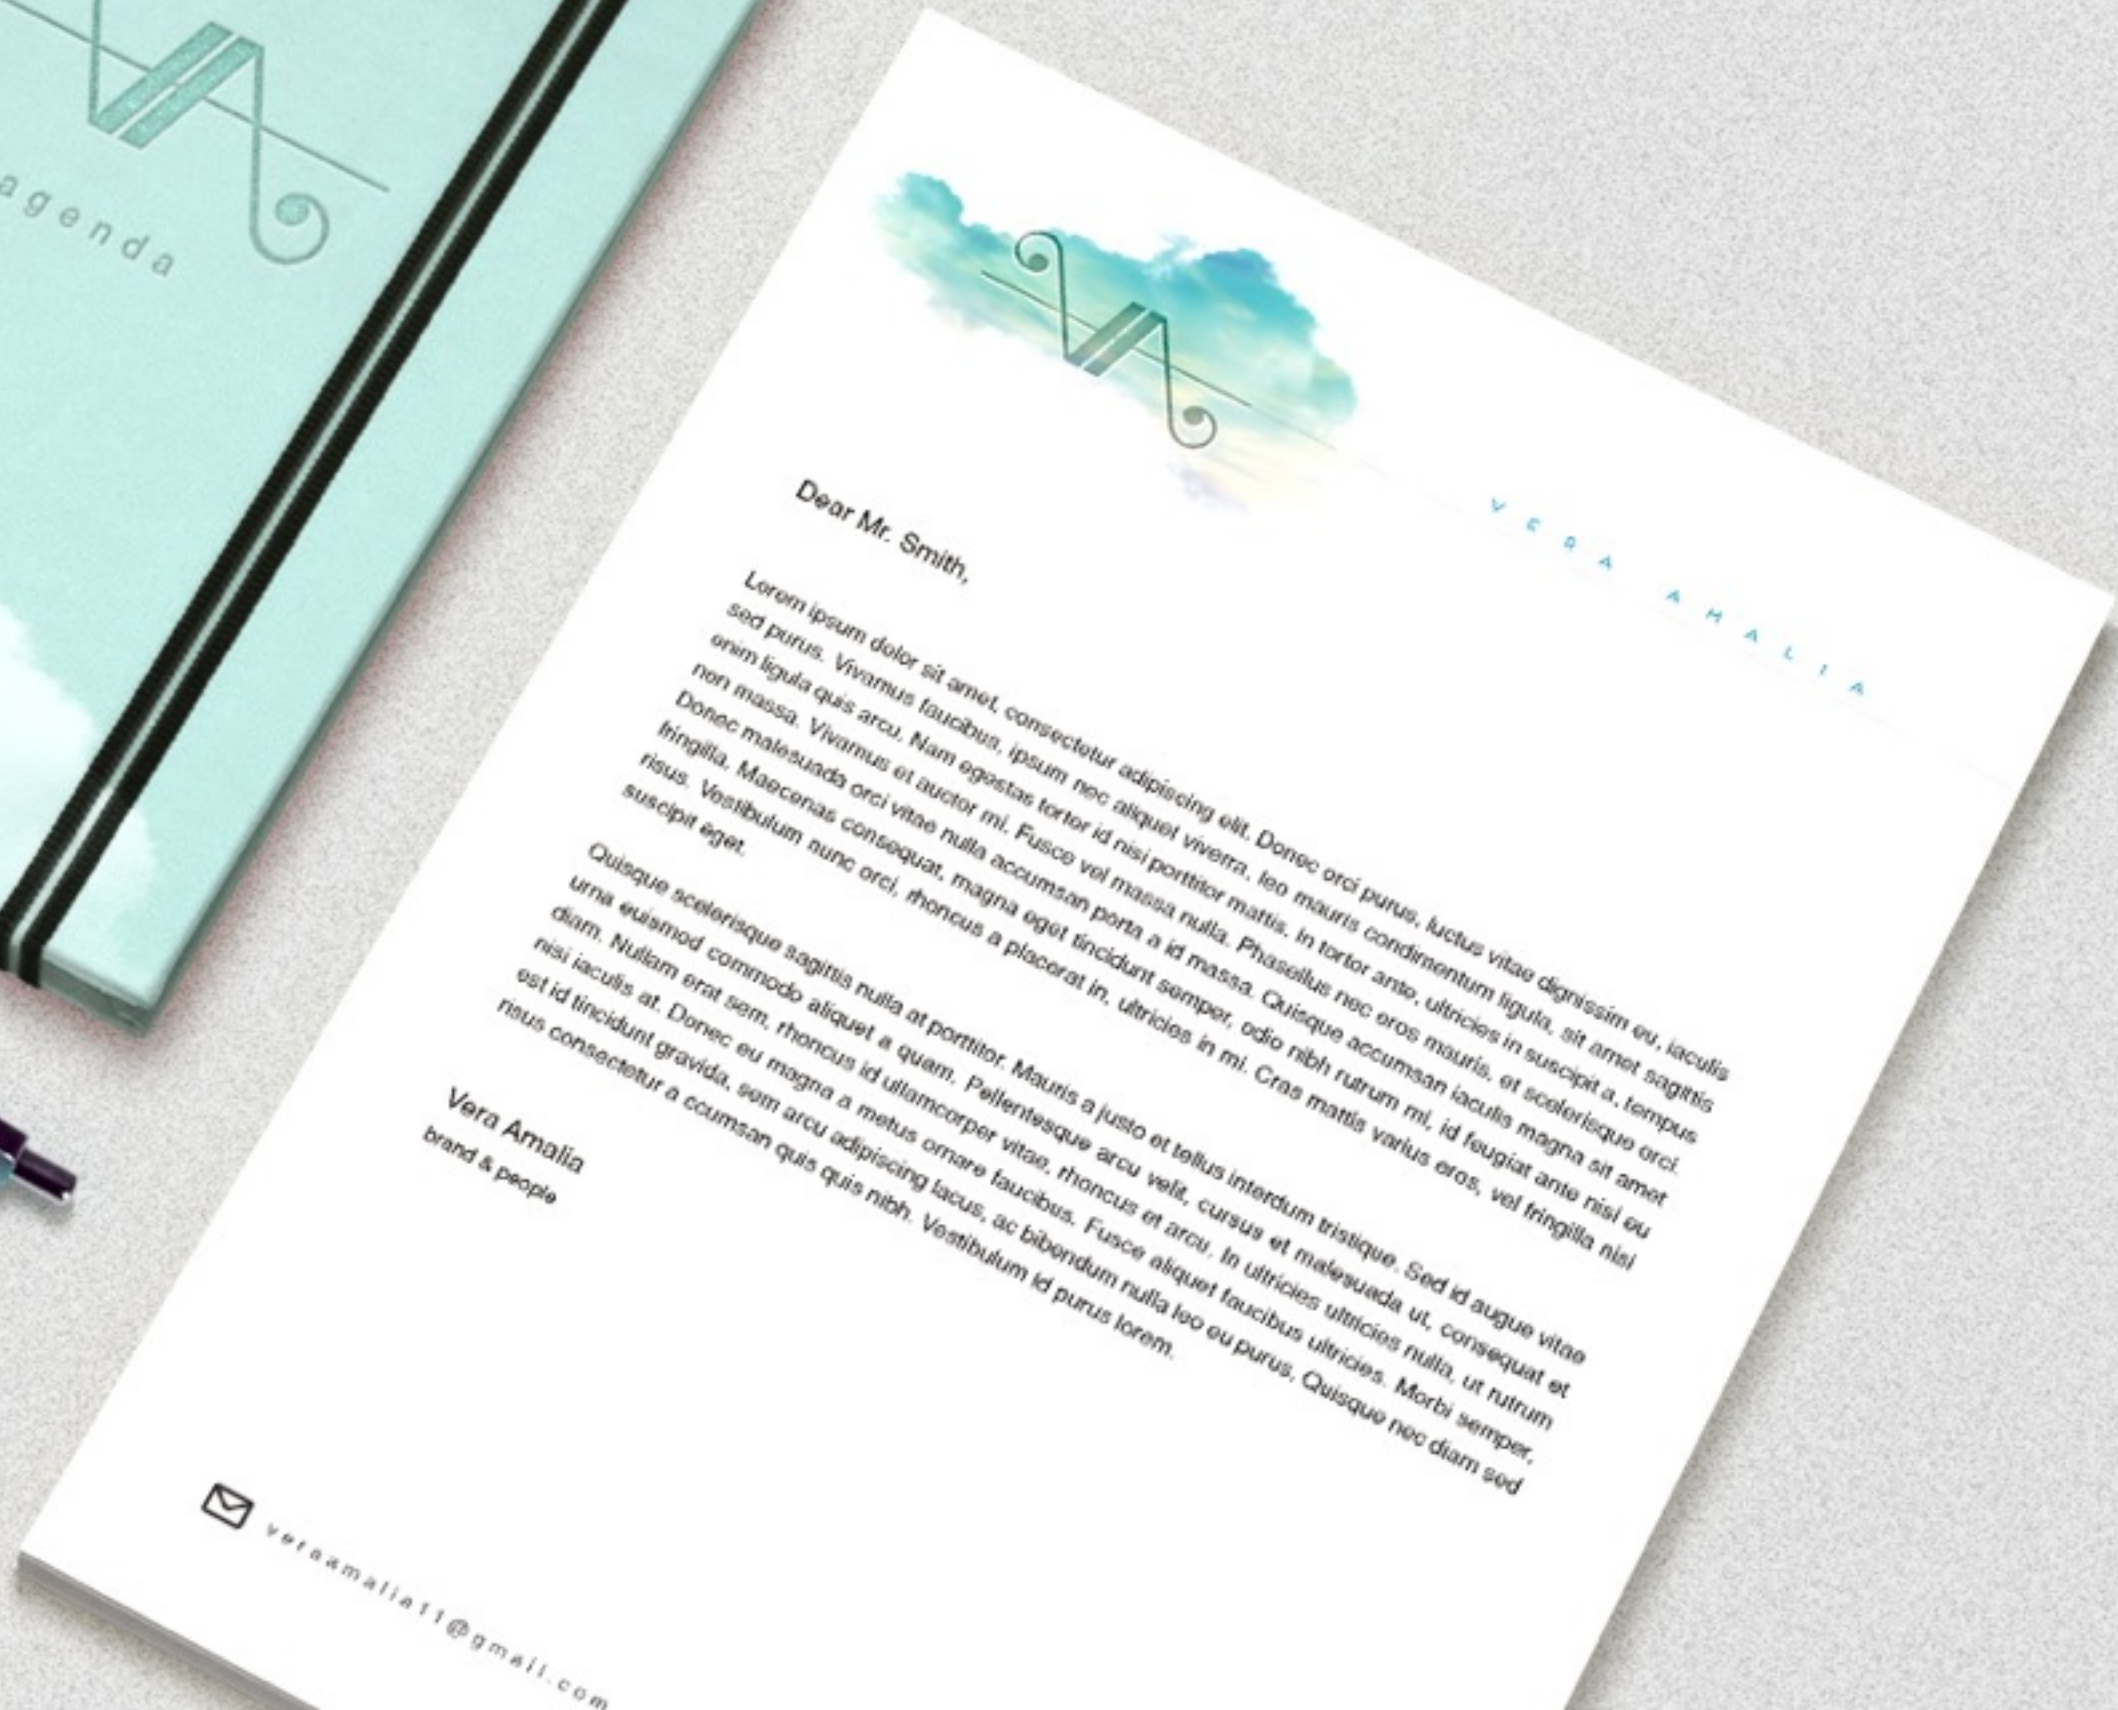 VA
agenda
VA
VERA AMALIA
Dear Mr. Smith,
Lorem ipsum dolor sit amet, consectetur adipiscing elit. Donec orci purus, luctus vitae dignissim eu, iaculis
sed purus. Vivamus faucibus, ipsum nec aliquet viverra, leo mauris condimentum ligula, sit amet sagittis
enim ligula quis arcu. Nam egestas tortor id nisi porttitor mattis. In tortor ante, ultricies in suscipit a, tempus
non massa. Vivamus et auctor mi. Fusce vel massa nulla. Phasellus nec eros mauris, et scelerisque orci.
Donec malesuada orci vitae nulla accumsan porta a id massa. Quisque accumsan iaculis magna sit amet
fringilla. Maecenas consequat, magna eget tincidunt semper, odio nibh rutrum mi, id feugiat ante nisl eu
risus. Vestibulum nunc orci, rhoncus a placerat in, ultricies in mi. Cras mattis varius eros, vel fringilla nisl
suscipit eget.
Quisque scelerisque sagittis nulla at porttitor. Mauris a justo et tellus interdum tristique. Sed id augue vitae
urna euismod commodo aliquet a quam. Pellentesque arcu velit, cursus et malesuada ut, consequat et
diam. Nullam erat sem, rhoncus id ullamcorper vitae, rhoncus et arcu. In ultricies ultricies nulla, ut rutrum
nisi iaculis at. Donec eu magna a metus ornare faucibus. Fusce aliquet faucibus ultricies. Morbi semper,
est id tincidunt gravida, sem arcu adipiscing lacus, ac bibendum nulla leo eu purus. Quisque nec diam sed
risus consectetur a ccumsan quis quis nibh. Vestibulum id purus lorem.
Vera Amalia
brand & people
veraamalia11@gmail.com